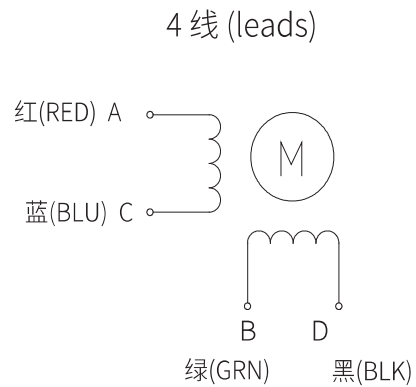 4 线 (leads)
红(RED) A
M
蓝(BLU) C
B D
绿(GRN) 黑(BLK)